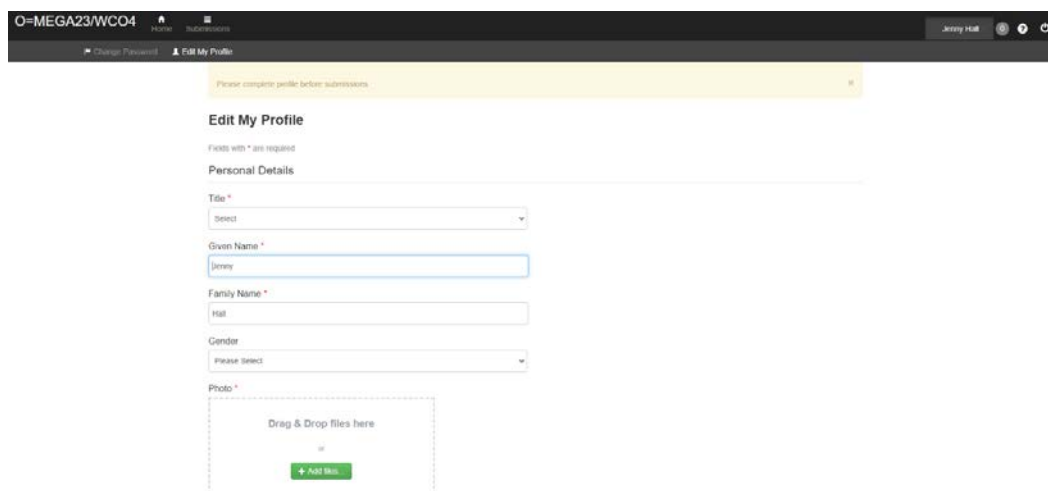 O=MEGA23/WCO4
Home
Submissions
Jenny Hall
0
?
Change Password
Edit My Profile
Please complete profile before submissions.
×
Edit My Profile
Fields with * are required
Personal Details
Title *
Select
Given Name *
Jenny
Family Name *
Hall
Gender
Please Select
Photo *
Drag & Drop files here
or
+ Add files...